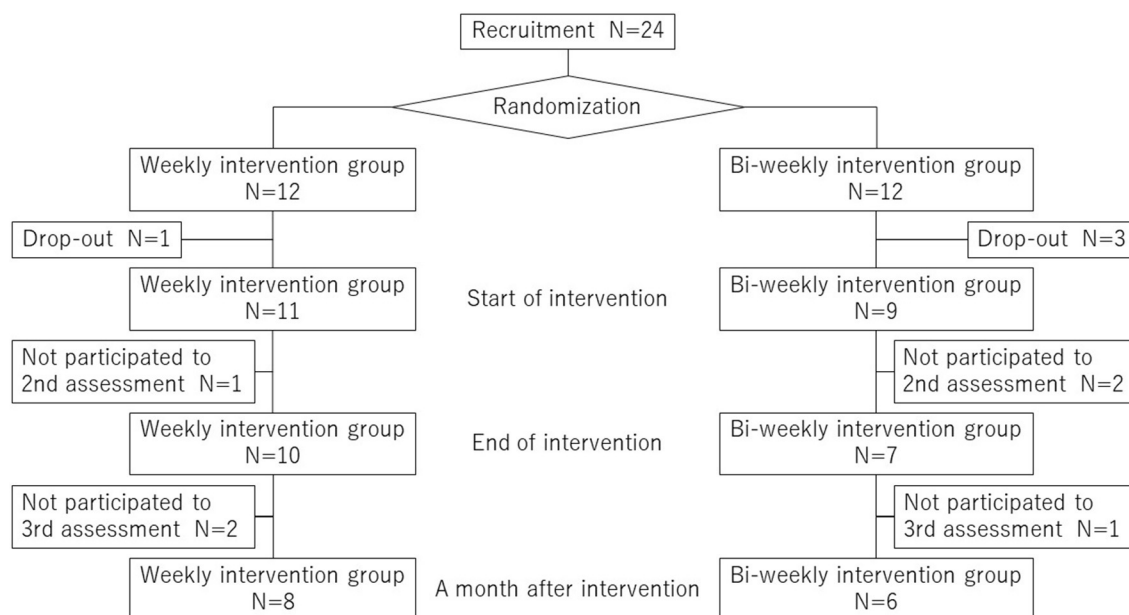 Recruitment N=24
Randomization
Weekly intervention group
N=12
Bi-weekly intervention group
N=12
Drop-out N=1
Drop-out N=3
Weekly intervention group
N=11
Start of intervention
Bi-weekly intervention group
N=9
Not participated to
2nd assessment N=1
Not participated to
2nd assessment N=2
Weekly intervention group
N=10
End of intervention
Bi-weekly intervention group
N=7
Not participated to
3rd assessment N=2
Not participated to
3rd assessment N=1
Weekly intervention group
N=8
A month after intervention
Bi-weekly intervention group
N=6